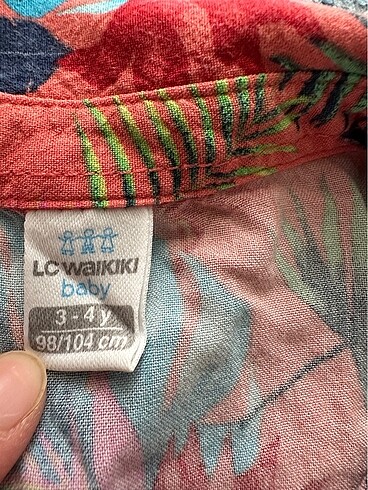 LC WAIKIKI
baby
3 - 4 y
98/104 cm